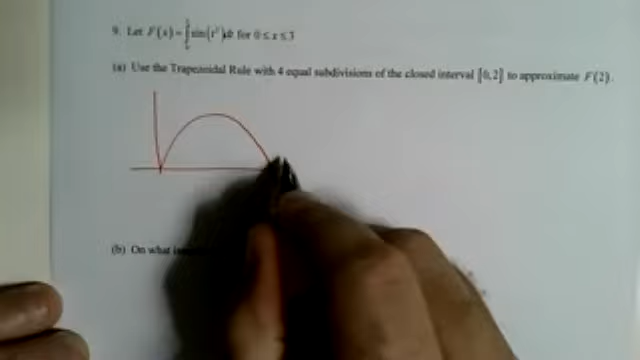 9. Let F(x) = ∫₀ˣ sin(t²)dt for 0 ≤ x ≤ 3
(a) Use the Trapezoidal Rule with 4 equal subdivisions of the closed interval [0,2] to approximate F(2).
(b) On what